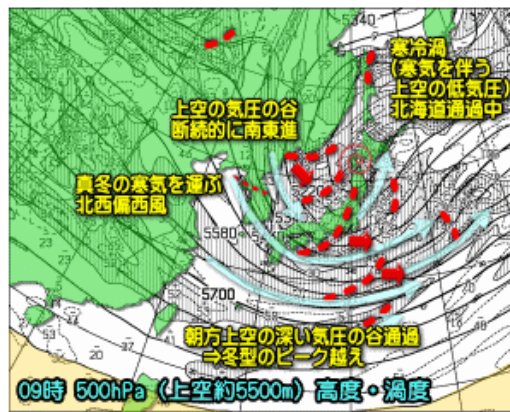 5340
寒冷渦
(寒気を伴う
上空の低気圧)
北海道通過中
上空の気圧の谷
断続的に南東進
真冬の寒気を運ぶ
北西偏西風
5580
5700
朝方上空の深い気圧の谷通過
⇒冬型のピーク越え
09時 500hPa (上空約5500m) 高度・渦度